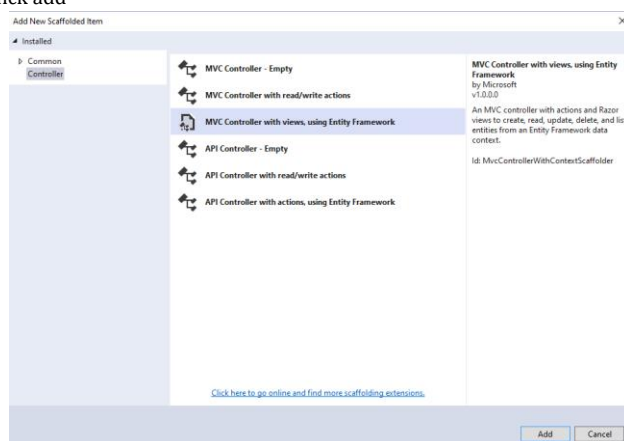 ick add
Add New Scaffolded Item
Installed
Common
Controller
MVC Controller - Empty
MVC Controller with read/write actions
MVC Controller with views, using Entity Framework
API Controller - Empty
API Controller with read/write actions
API Controller with actions, using Entity Framework
Click here to go online and find more scaffolding extensions.
MVC Controller with views, using Entity
Framework
by Microsoft
v1.0.0.0
An MVC controller with actions and Razor
views to create, read, update, delete, and lis
entities from an Entity Framework data
context.
Id: MvcControllerWithContextScaffolder
Add
Cancel